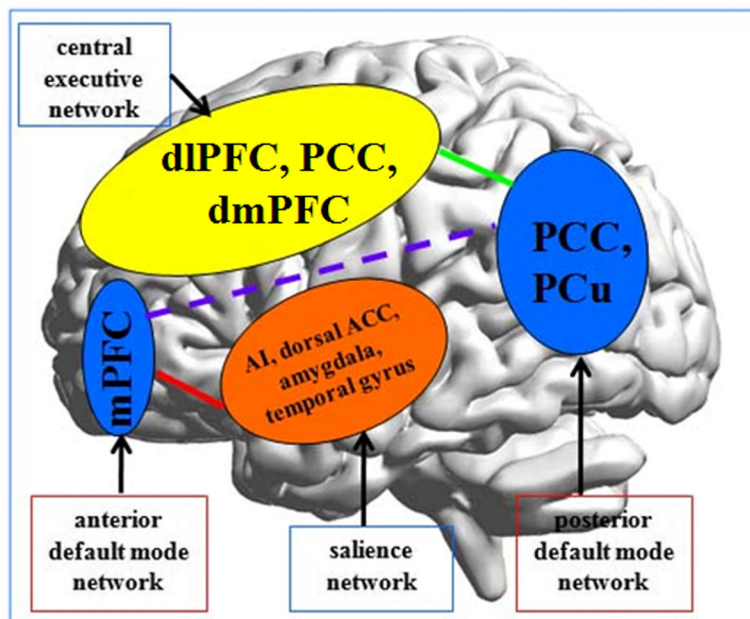 central
executive
network
dlPFC, PCC,
dmPFC
PCC,
PCu
mPFC
AI, dorsal ACC,
amygdala,
temporal gyrus
anterior
default mode
network
salience
network
posterior
default mode
network